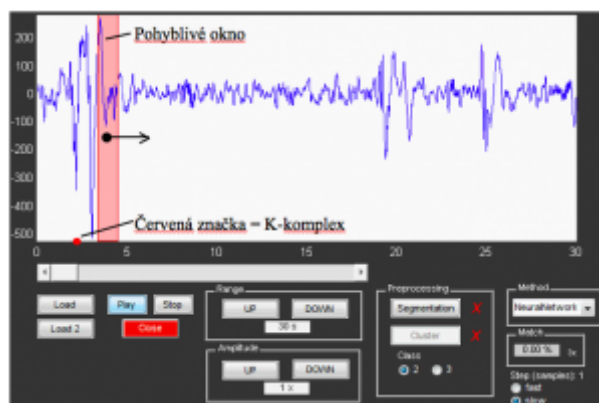 200
100
0
-100
-200
-300
-400
-500
Pohyblivé okno
Červená značka = K-komplex
0 5 10 15 20 25 30
Load Play Stop
Load 2 Close
Range
UP DOWN
30 s
Amplitude
UP DOWN
1 x
Preprocessing
Segmentation X
Cluster X
Class
2 3
Method
NeuralNetwork
Match
0.00 %
Step (samples): 1
fast
slow